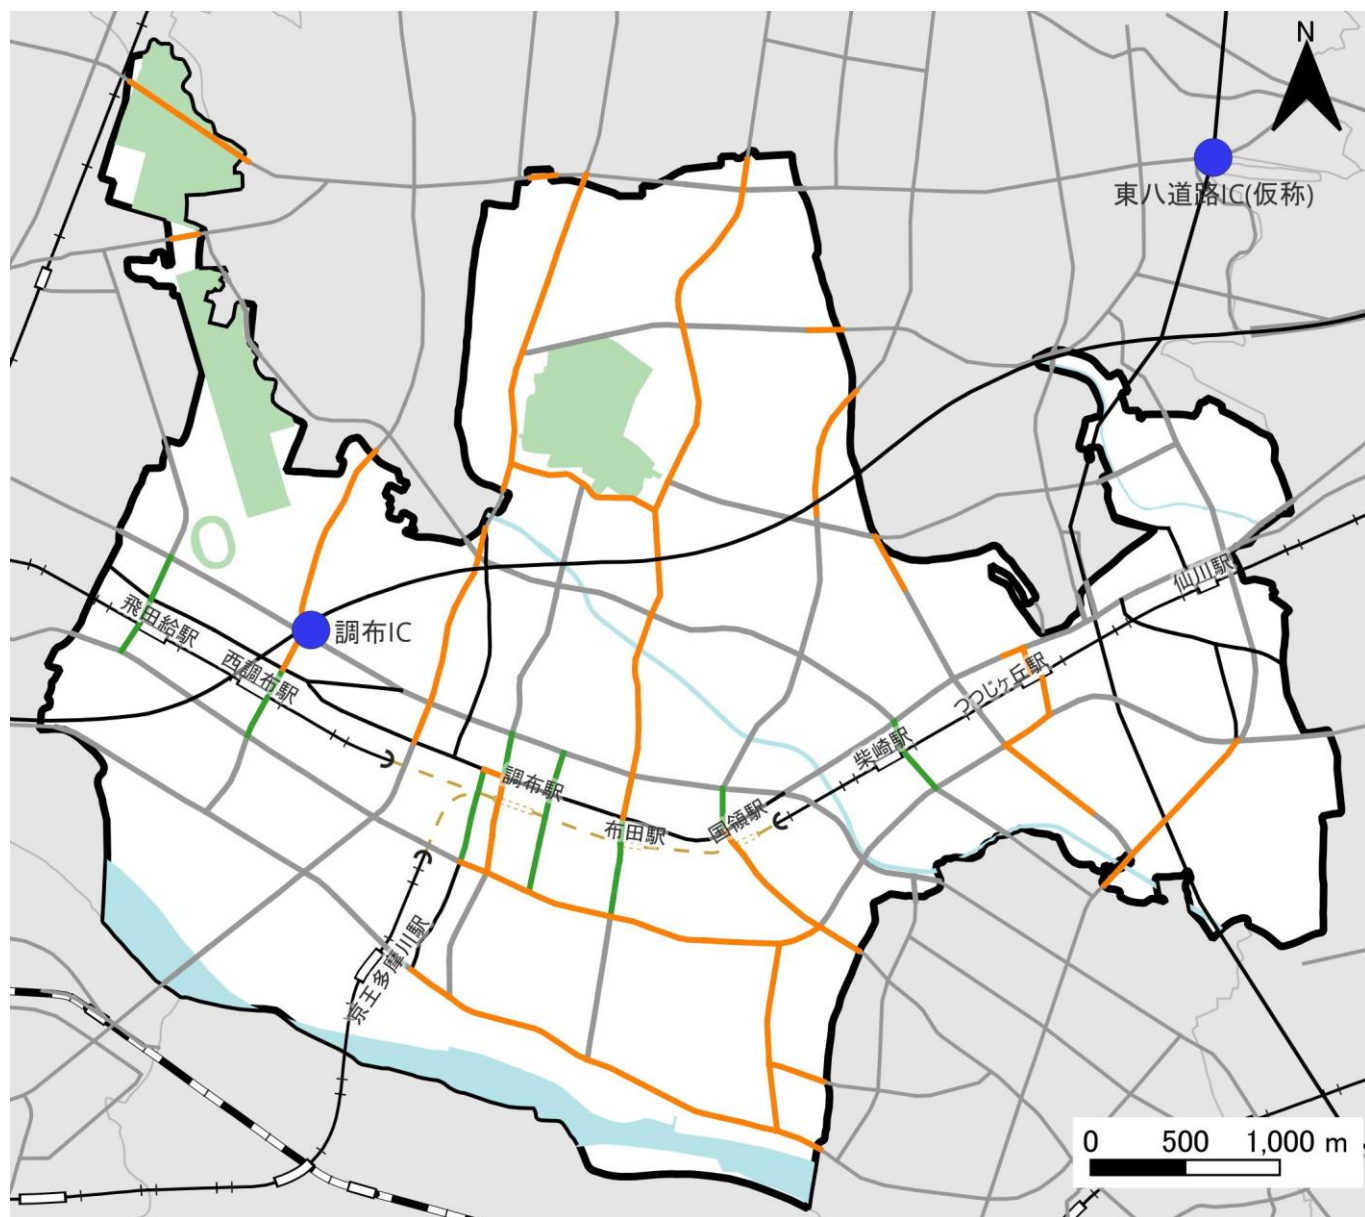 N
東八道路IC(仮称)
仙川駅
飛田給駅
調布IC
西調布駅
つつじヶ丘駅
柴崎駅
調布駅
国領駅
布田駅
京王多摩川駅
0 500 1,000 m